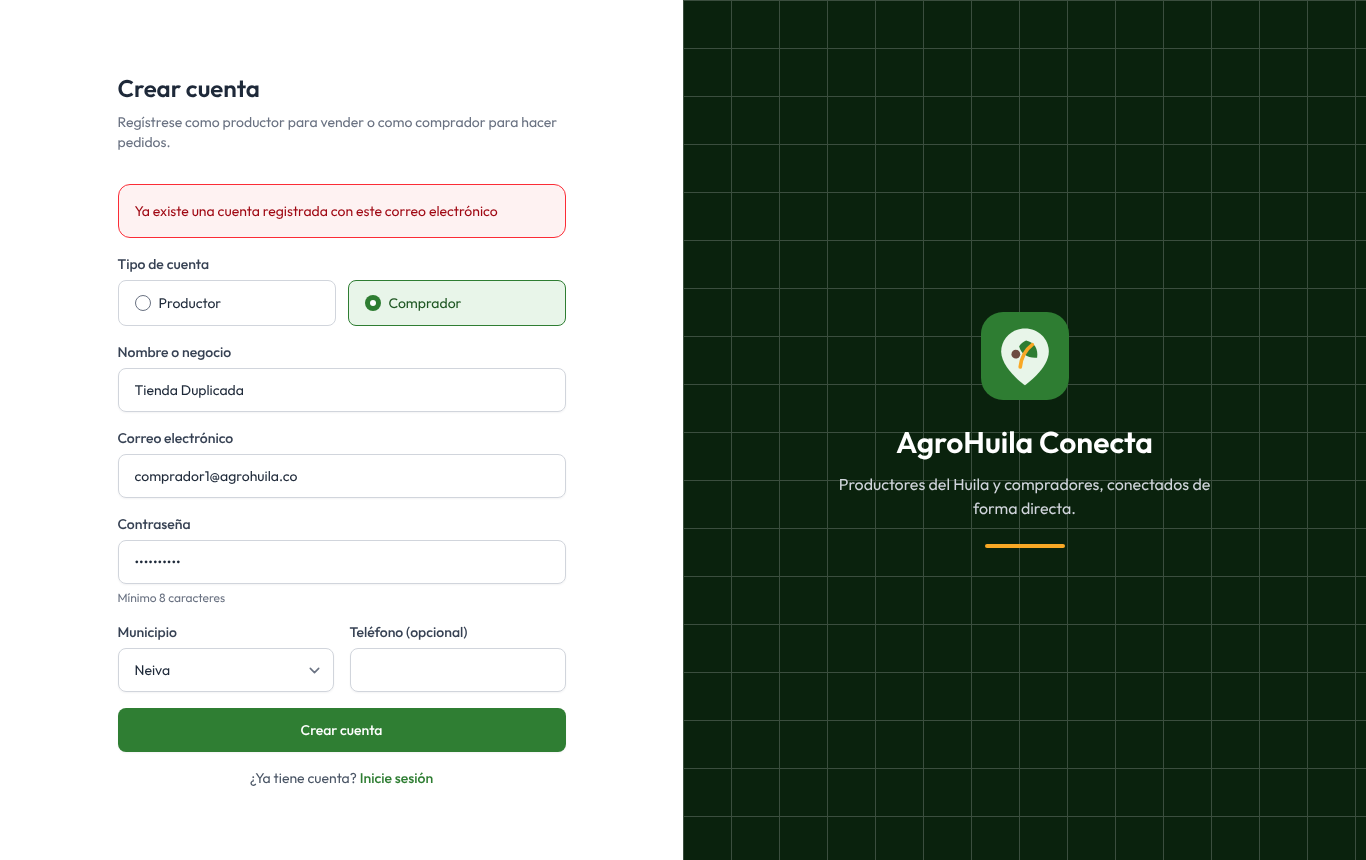 Crear cuenta
Regístrese como productor para vender o como comprador para hacer
pedidos.
Ya existe una cuenta registrada con este correo electrónico
Tipo de cuenta
Productor
Comprador
Nombre o negocio
Tienda Duplicada
Correo electrónico
comprador1@agrohuila.co
Contraseña
••••••••••
Mínimo 8 caracteres
Municipio
Teléfono (opcional)
Neiva
Crear cuenta
¿Ya tiene cuenta? Inicie sesión
AgroHuila Conecta
Productores del Huila y compradores, conectados de
forma directa.